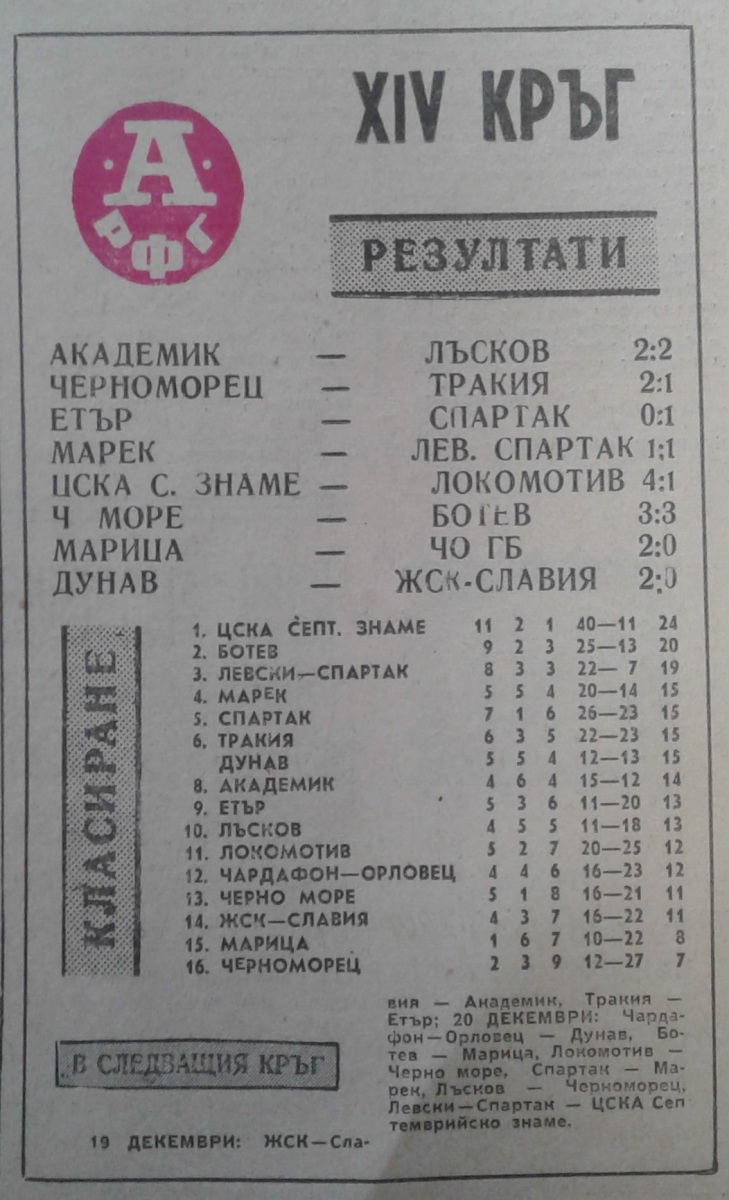 А
РФГ
XIV КРЪГ
РЕЗУЛТАТИ
АКАДЕМИК — ЛЪСКОВ 2:2
ЧЕРНОМОРЕЦ — ТРАКИЯ 2:1
ЕТЪР — СПАРТАК 0:1
МАРЕК — ЛЕВ. СПАРТАК 1:1
ЦСКА С. ЗНАМЕ — ЛОКОМОТИВ 4:1
Ч МОРЕ — БОТЕВ 3:3
МАРИЦА — ЧО ГБ 2:0
ДУНАВ — ЖСК-СЛАВИЯ 2:0
КЛАСИРАНЕ
1. ЦСКА СЕПТ. ЗНАМЕ 11 2 1 40—11 24
2. БОТЕВ 9 2 3 25—13 20
3. ЛЕВСКИ—СПАРТАК 8 3 3 22— 7 19
4. МАРЕК 5 5 4 20—14 15
5. СПАРТАК 7 1 6 26—23 15
6. ТРАКИЯ 6 3 5 22—23 15
ДУНАВ 5 5 4 12—13 15
8. АКАДЕМИК 4 6 4 15—12 14
9. ЕТЪР 5 3 6 11—20 13
10. ЛЪСКОВ 4 5 5 11—18 13
11. ЛОКОМОТИВ 5 2 7 20—25 12
12. ЧАРДАФОН—ОРЛОВЕЦ 4 4 6 16—23 12
13. ЧЕРНО МОРЕ 5 1 8 16—21 11
14. ЖСК—СЛАВИЯ 4 3 7 16—22 11
15. МАРИЦА 1 6 7 10—22 8
16. ЧЕРНОМОРЕЦ 2 3 9 12—27 7
В СЛЕДВАЩИЯ КРЪГ
19 ДЕКЕМВРИ: ЖСК—Сла-
вия — Академик, Тракия —
Етър; 20 ДЕКЕМВРИ: Чарда-
фон—Орловец — Дунав, Бо-
тев — Марица, Локомотив —
Черно море, Спартак — Ма-
рек, Лъсков — Черноморец,
Левски—Спартак — ЦСКА Сеп
темврийско знаме.